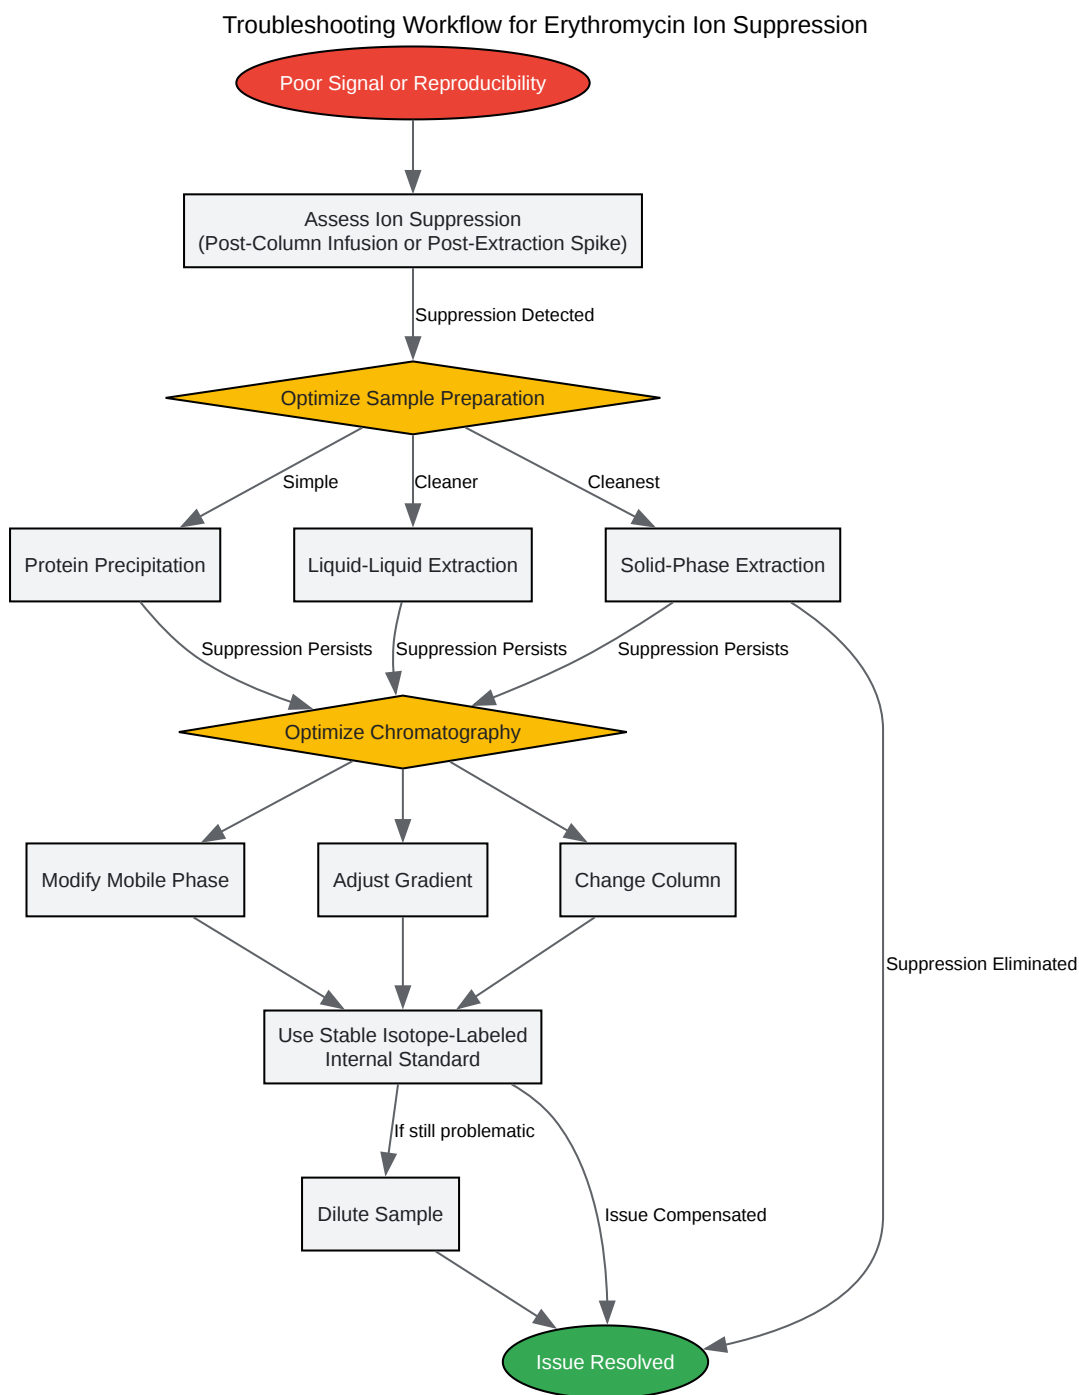 Troubleshooting Workflow for Erythromycin Ion Suppression
Poor Signal or Reproducibility
Assess Ion Suppression
(Post-Column Infusion or Post-Extraction Spike)
Suppression Detected
Optimize Sample Preparation
Simple
Cleaner
Cleanest
Protein Precipitation
Liquid-Liquid Extraction
Solid-Phase Extraction
Suppression Persists
Suppression Persists
Suppression Persists
Optimize Chromatography
Modify Mobile Phase
Adjust Gradient
Change Column
Suppression Eliminated
Use Stable Isotope-Labeled
Internal Standard
If still problematic
Dilute Sample
Issue Compensated
Issue Resolved